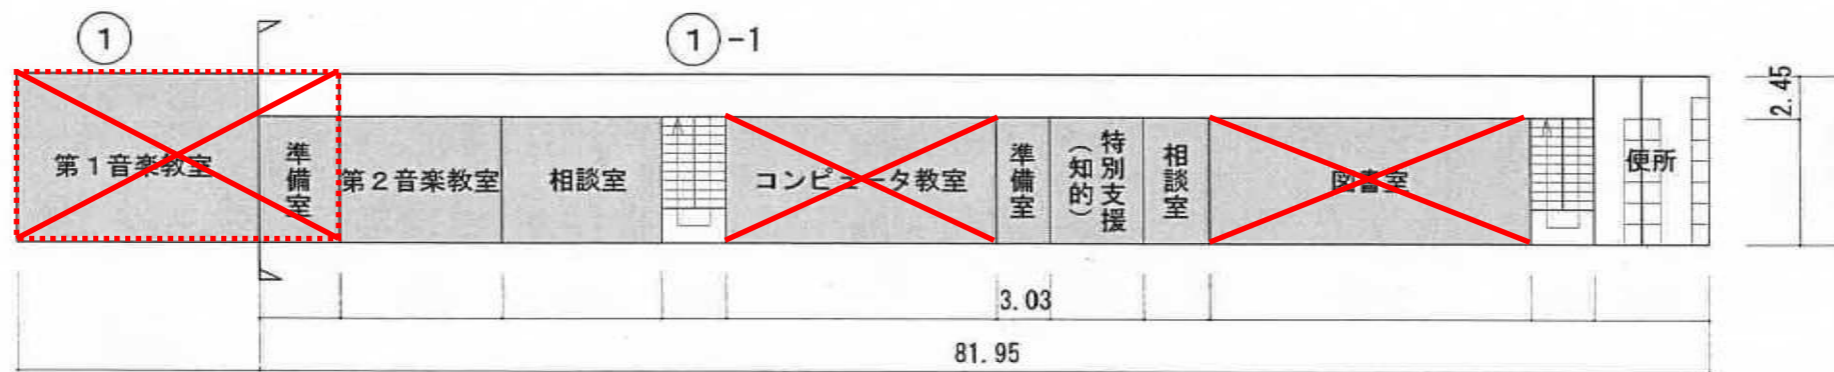 ①
①-1
第1音楽教室
準備室
第2音楽教室
相談室
コンピュータ教室
準備室
特別支援
(知的)
相談室
図書室
便所
2.45
3.03
81.95